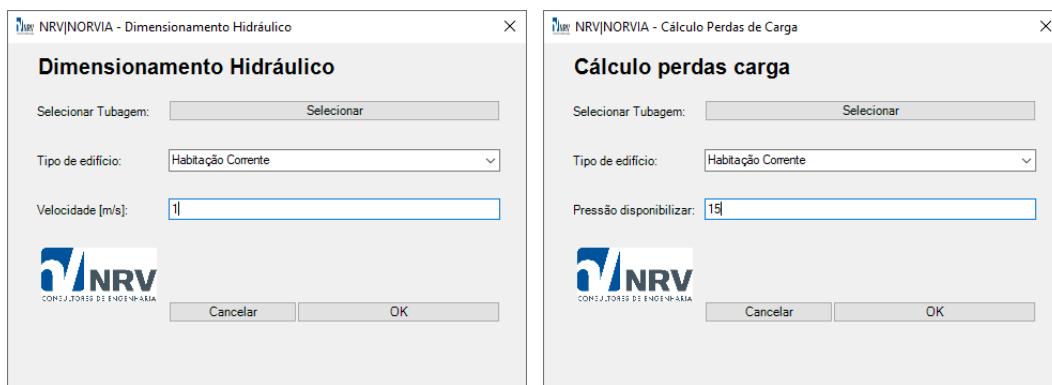 NRV|NORVIA - Dimensionamento Hidráulico
Dimensionamento Hidráulico
Selecionar Tubagem:
Selecionar
Tipo de edifício:
Habitação Corrente
Velocidade [m/s]:
1
NRV
CONSULTORES DE ENGENHARIA
Cancelar
OK
NRV|NORVIA - Cálculo Perdas de Carga
Cálculo perdas carga
Selecionar Tubagem:
Selecionar
Tipo de edifício:
Habitação Corrente
Pressão disponibilizar:
15
NRV
CONSULTORES DE ENGENHARIA
Cancelar
OK